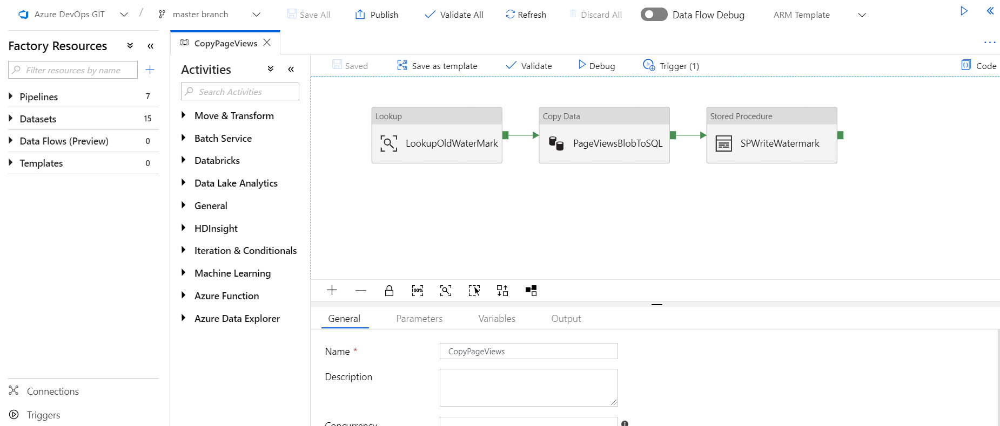 Azure DevOps GIT / master branch Save All Publish Validate All Refresh Discard All Data Flow Debug ARM Template
Factory Resources
Filter resources by name
Pipelines 7
Datasets 15
Data Flows (Preview) 0
Templates 0
Connections
Triggers
CopyPageViews
Activities
Search Activities
Move & Transform
Batch Service
Databricks
Data Lake Analytics
General
HDInsight
Iteration & Conditionals
Machine Learning
Azure Function
Azure Data Explorer
Saved Save as template Validate Debug Trigger (1) Code
Lookup
LookupOldWaterMark
Copy Data
PageViewsBlobToSQL
Stored Procedure
SPWriteWatermark
100%
General Parameters Variables Output
Name * CopyPageViews
Description
Concurrency